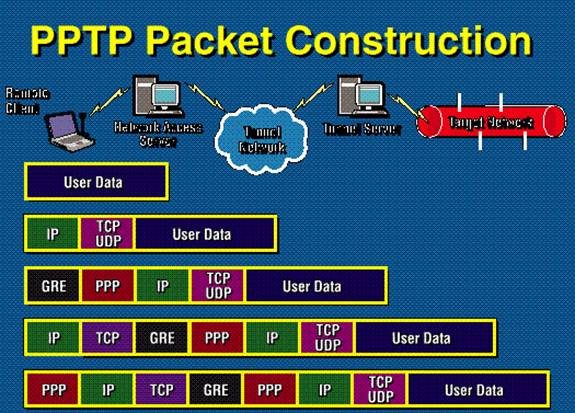 PPTP Packet Construction
Remote
Client
Network Access
Server
Tunnel
Network
Tunnel Server
Target Network
User Data
IP TCP UDP User Data
GRE PPP IP TCP UDP User Data
IP TCP GRE PPP IP TCP UDP User Data
PPP IP TCP GRE PPP IP TCP UDP User Data